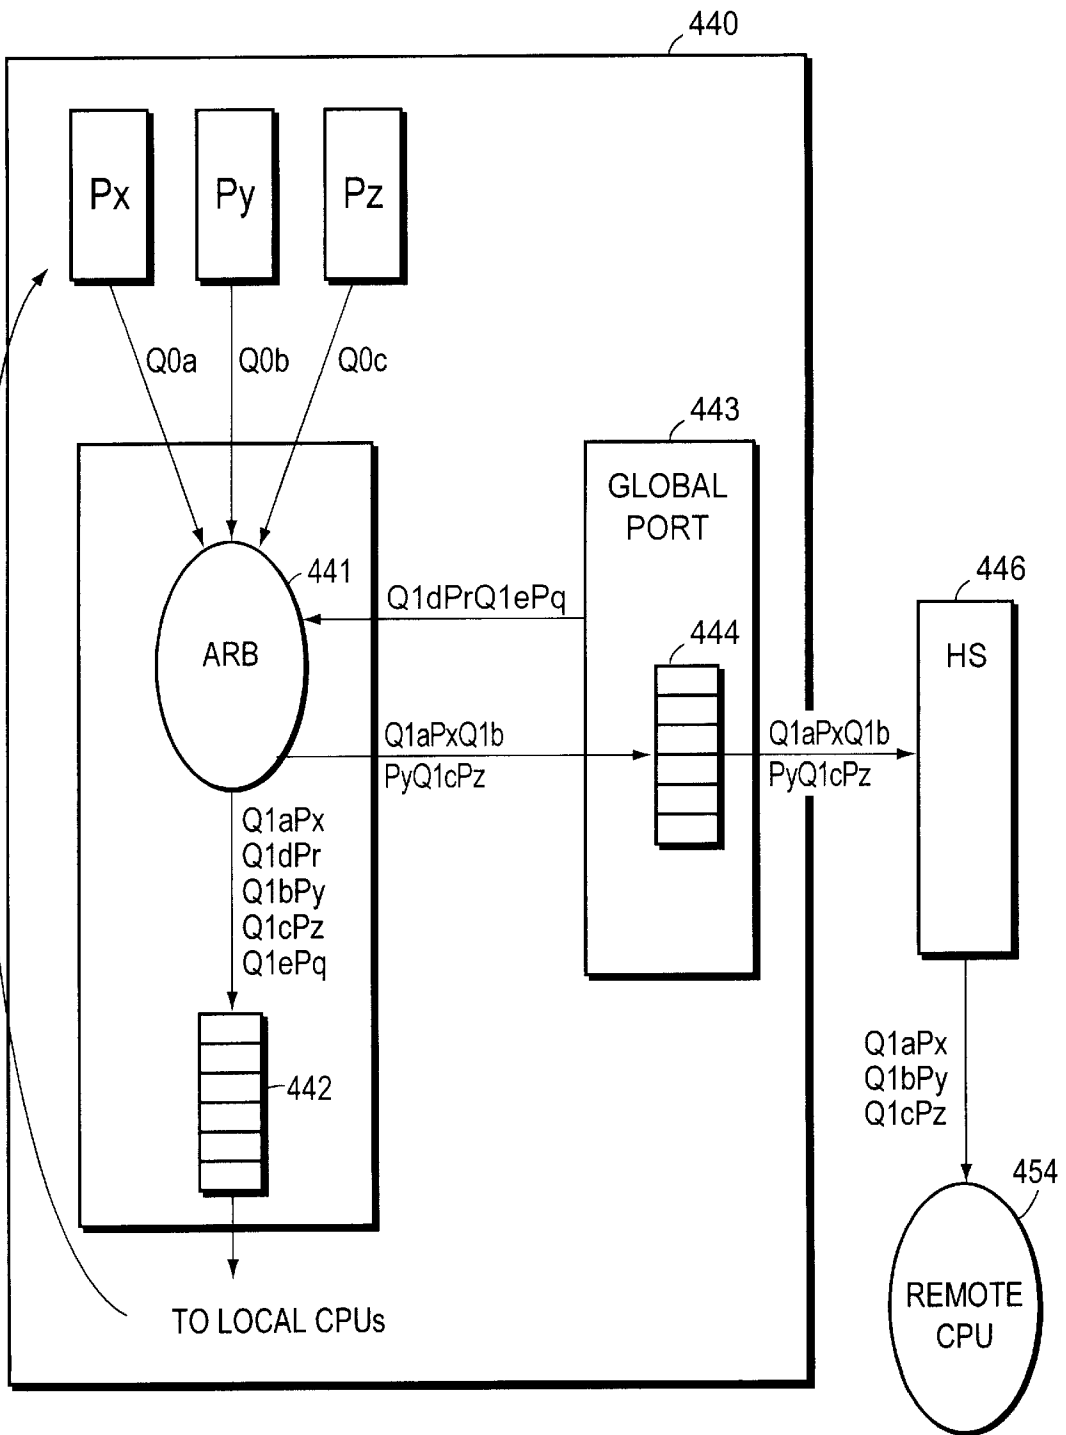 440
Px
Py
Pz
Q0a
Q0b
Q0c
443
GLOBAL
PORT
441
ARB
Q1dPrQ1ePq
444
446
HS
Q1aPxQ1b
PyQ1cPz
Q1aPxQ1b
PyQ1cPz
Q1aPx
Q1dPr
Q1bPy
Q1cPz
Q1ePq
442
Q1aPx
Q1bPy
Q1cPz
454
REMOTE
CPU
TO LOCAL CPUs